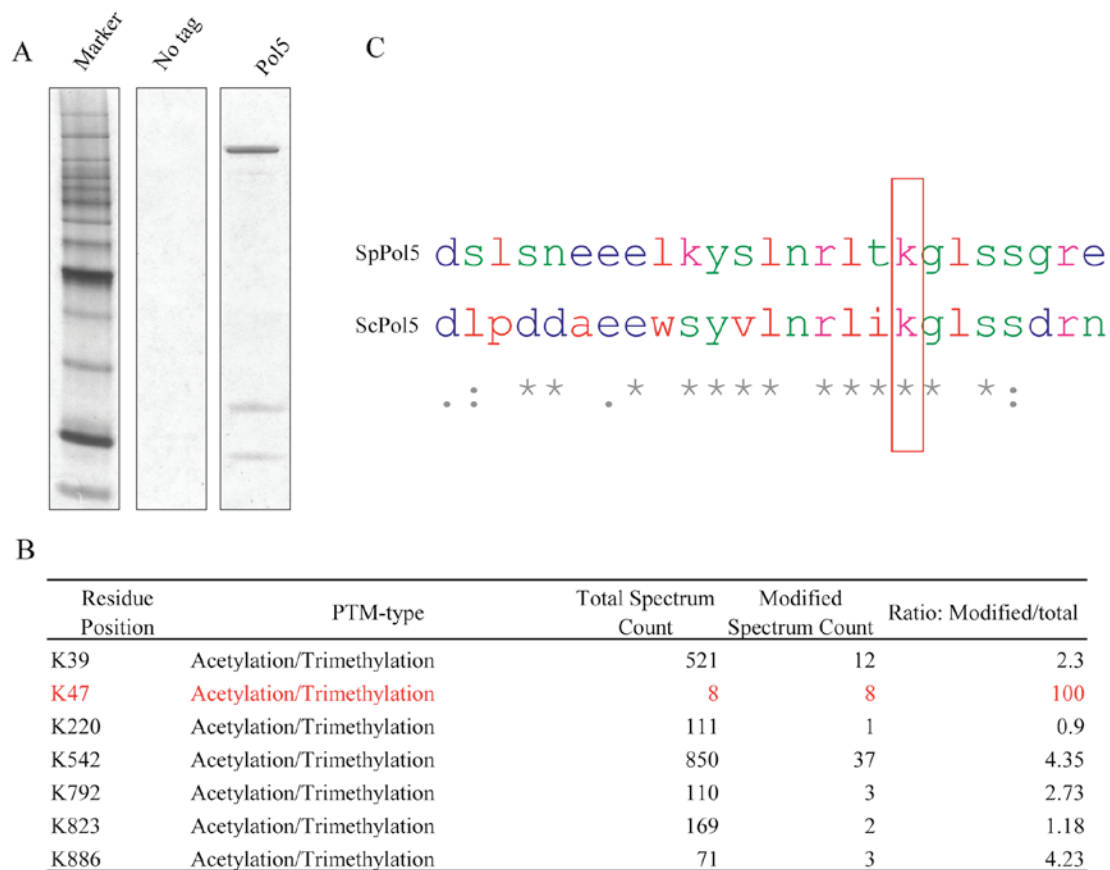 A
Marker
No tag
Pol5
C
SpPol5 dslsneeelkyslnrltkglssgre
ScPol5 dlpddaeewsyvlnrlikglssdrn
.: ** .* **** ***** *:
B
Residue Position PTM-type Total Spectrum Count Modified Spectrum Count Ratio: Modified/total
K39 Acetylation/Trimethylation 521 12 2.3
K47 Acetylation/Trimethylation 8 8 100
K220 Acetylation/Trimethylation 111 1 0.9
K542 Acetylation/Trimethylation 850 37 4.35
K792 Acetylation/Trimethylation 110 3 2.73
K823 Acetylation/Trimethylation 169 2 1.18
K886 Acetylation/Trimethylation 71 3 4.23